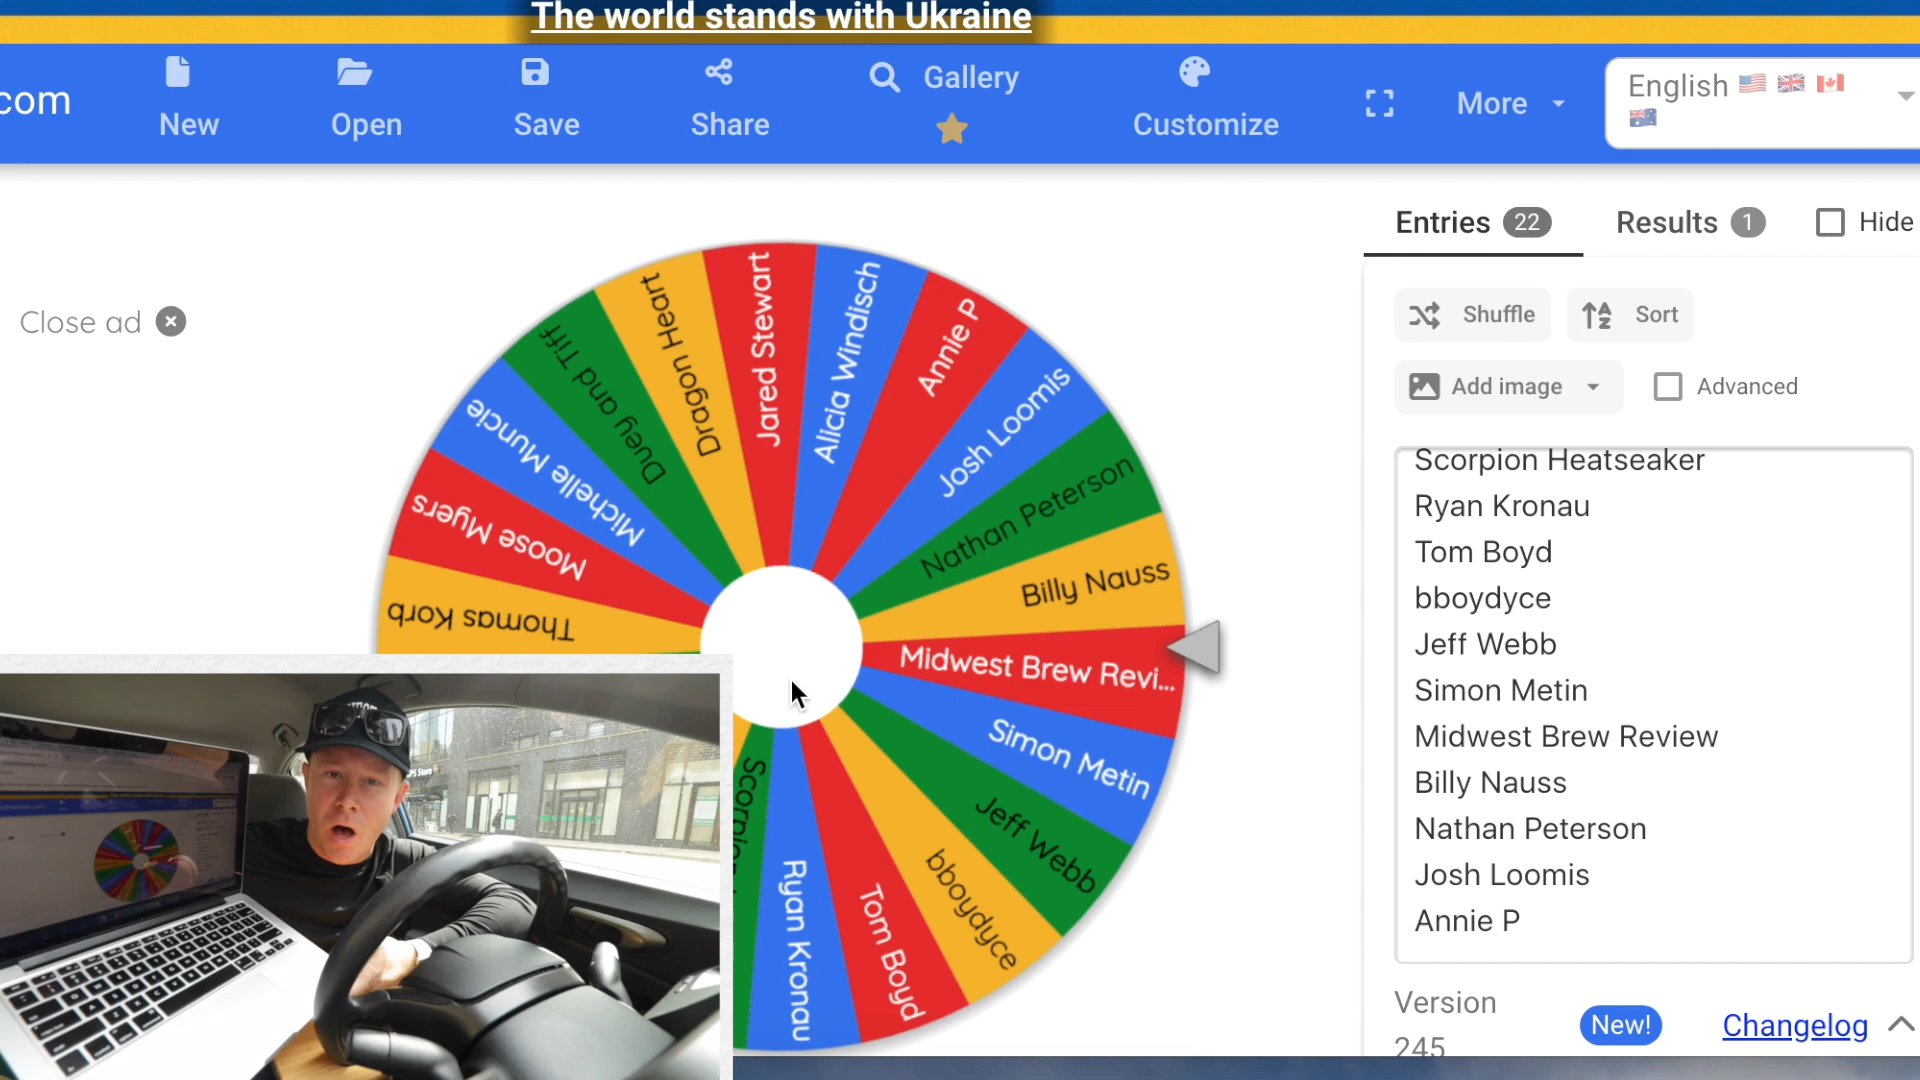 The world stands with Ukraine
com
New
Open
Save
Share
Gallery
Customize
More
English
Entries 22
Results 1
Hide
Close ad
Shuffle
Sort
Add image
Advanced
Thomas Korb
Moose Myers
Michelle Muncie
Duey and Tiff
Dragon Heart
Jared Stewart
Alicia Windisch
Annie P
Josh Loomis
Nathan Peterson
Billy Nauss
Midwest Brew Revi...
Simon Metin
Jeff Webb
bboydyce
Tom Boyd
Ryan Kronau
Scorpion Heatseaker
Ryan Kronau
Tom Boyd
bboydyce
Jeff Webb
Simon Metin
Midwest Brew Review
Billy Nauss
Nathan Peterson
Josh Loomis
Annie P
Version
245
New!
Changelog